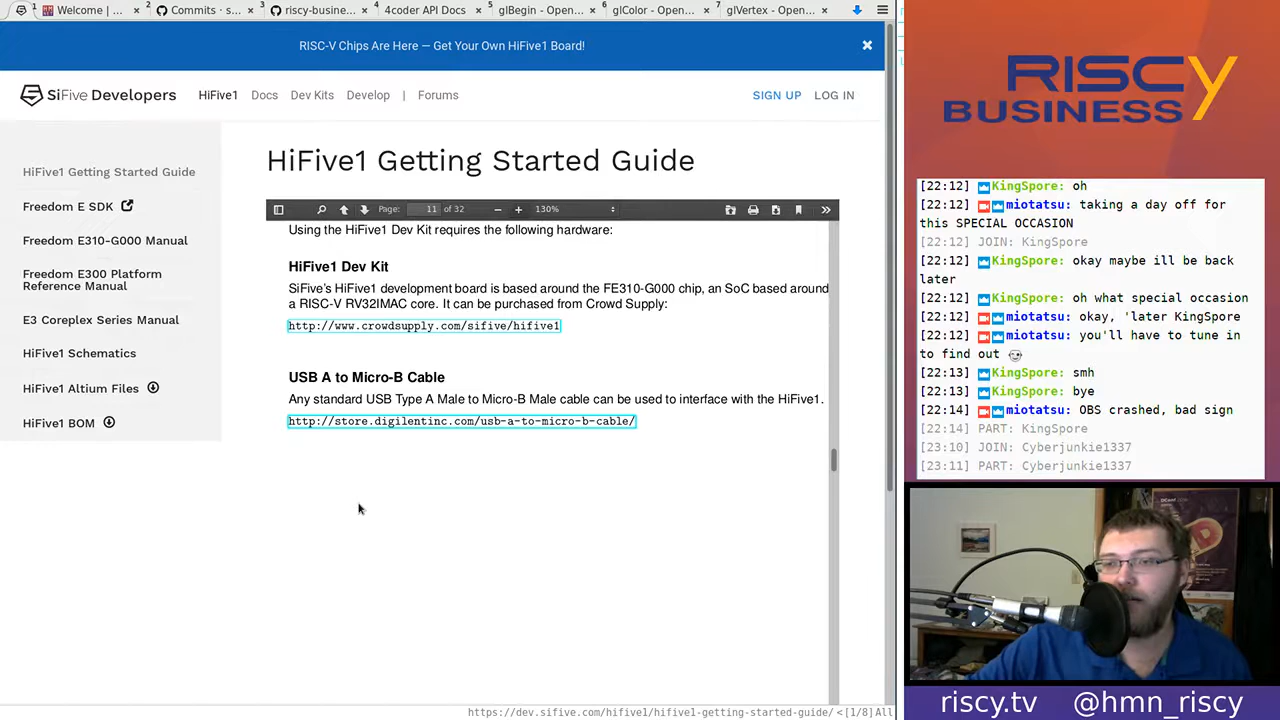 1 Welcome | ... × 2 Commits · s... × 3 riscy-busine... × 4 4coder API Docs × 5 glBegin - Open... × 6 glColor - Open... × 7 glVertex - Open... ×
RISC-V Chips Are Here — Get Your Own HiFive1 Board! ×
SiFive Developers HiFive1 Docs Dev Kits Develop | Forums SIGN UP LOG IN
HiFive1 Getting Started Guide
Freedom E SDK
Freedom E310-G000 Manual
Freedom E300 Platform
Reference Manual
E3 Coreplex Series Manual
HiFive1 Schematics
HiFive1 Altium Files
HiFive1 BOM
HiFive1 Getting Started Guide
Page: 11 of 32 130%
Using the HiFive1 Dev Kit requires the following hardware:
HiFive1 Dev Kit
SiFive's HiFive1 development board is based around the FE310-G000 chip, an SoC based around
a RISC-V RV32IMAC core. It can be purchased from Crowd Supply:
http://www.crowdsupply.com/sifive/hifive1
USB A to Micro-B Cable
Any standard USB Type A Male to Micro-B Male cable can be used to interface with the HiFive1.
http://store.digilentinc.com/usb-a-to-micro-b-cable/
https://dev.sifive.com/hifive1/hifive1-getting-started-guide/ <[1/8]All
RISCY
BUSINESS
[22:12] KingSpore: oh
[22:12] miotatsu: taking a day off for
this SPECIAL OCCASION
[22:12] JOIN: KingSpore
[22:12] KingSpore: okay maybe ill be back
later
[22:12] KingSpore: oh what special occasion
[22:12] miotatsu: okay, 'later KingSpore
[22:12] miotatsu: you'll have to tune in
to find out
[22:13] KingSpore: smh
[22:13] KingSpore: bye
[22:14] miotatsu: OBS crashed, bad sign
[22:14] PART: KingSpore
[23:10] JOIN: Cyberjunkie1337
[23:11] PART: Cyberjunkie1337
riscy.tv @hmn_riscy